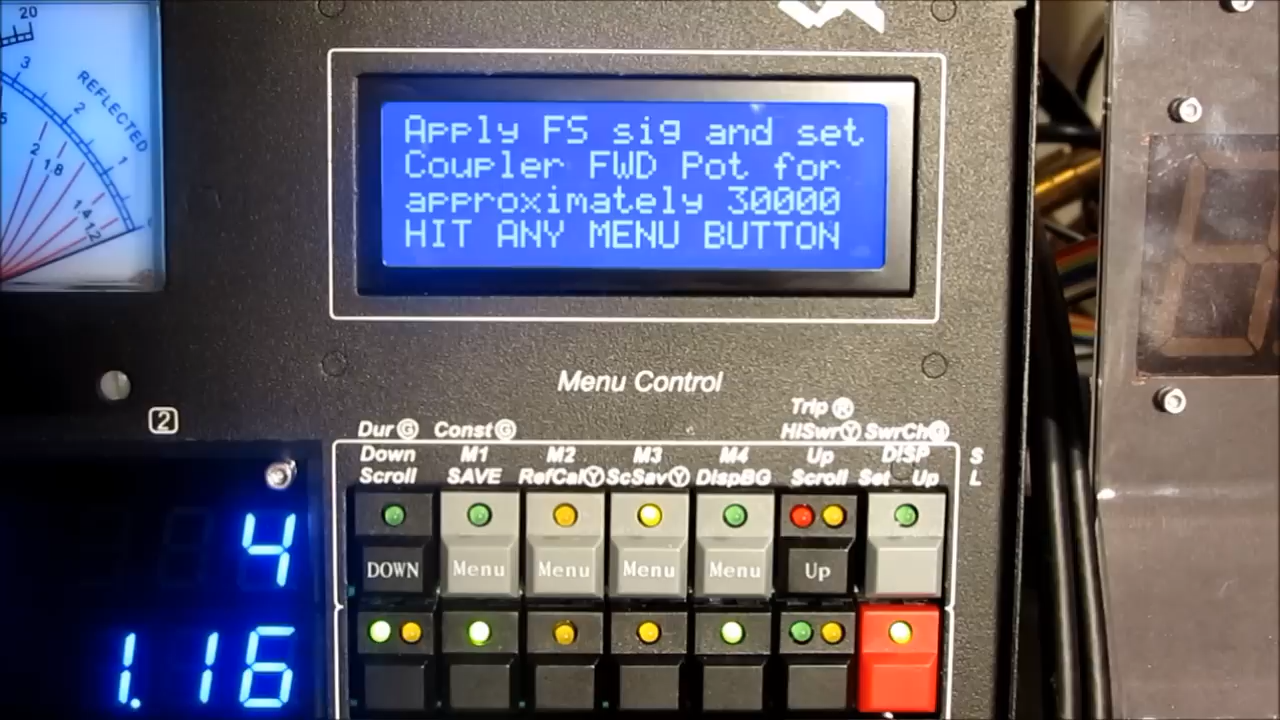 20
3
REFLECTED
2
1
5
2
1.8
1.4
1.2
Apply FS sig and set
Coupler FWD Pot for
approximately 30000
HIT ANY MENU BUTTON
Menu Control
2
Trip R
Dur G Const G HiSwr Y SwrCh G
Down M1 M2 M3 M4 Up DISP S
Scroll SAVE RefCal Y ScSav Y DispBG Scroll Set Up L
DOWN Menu Menu Menu Menu Up
4
1.16